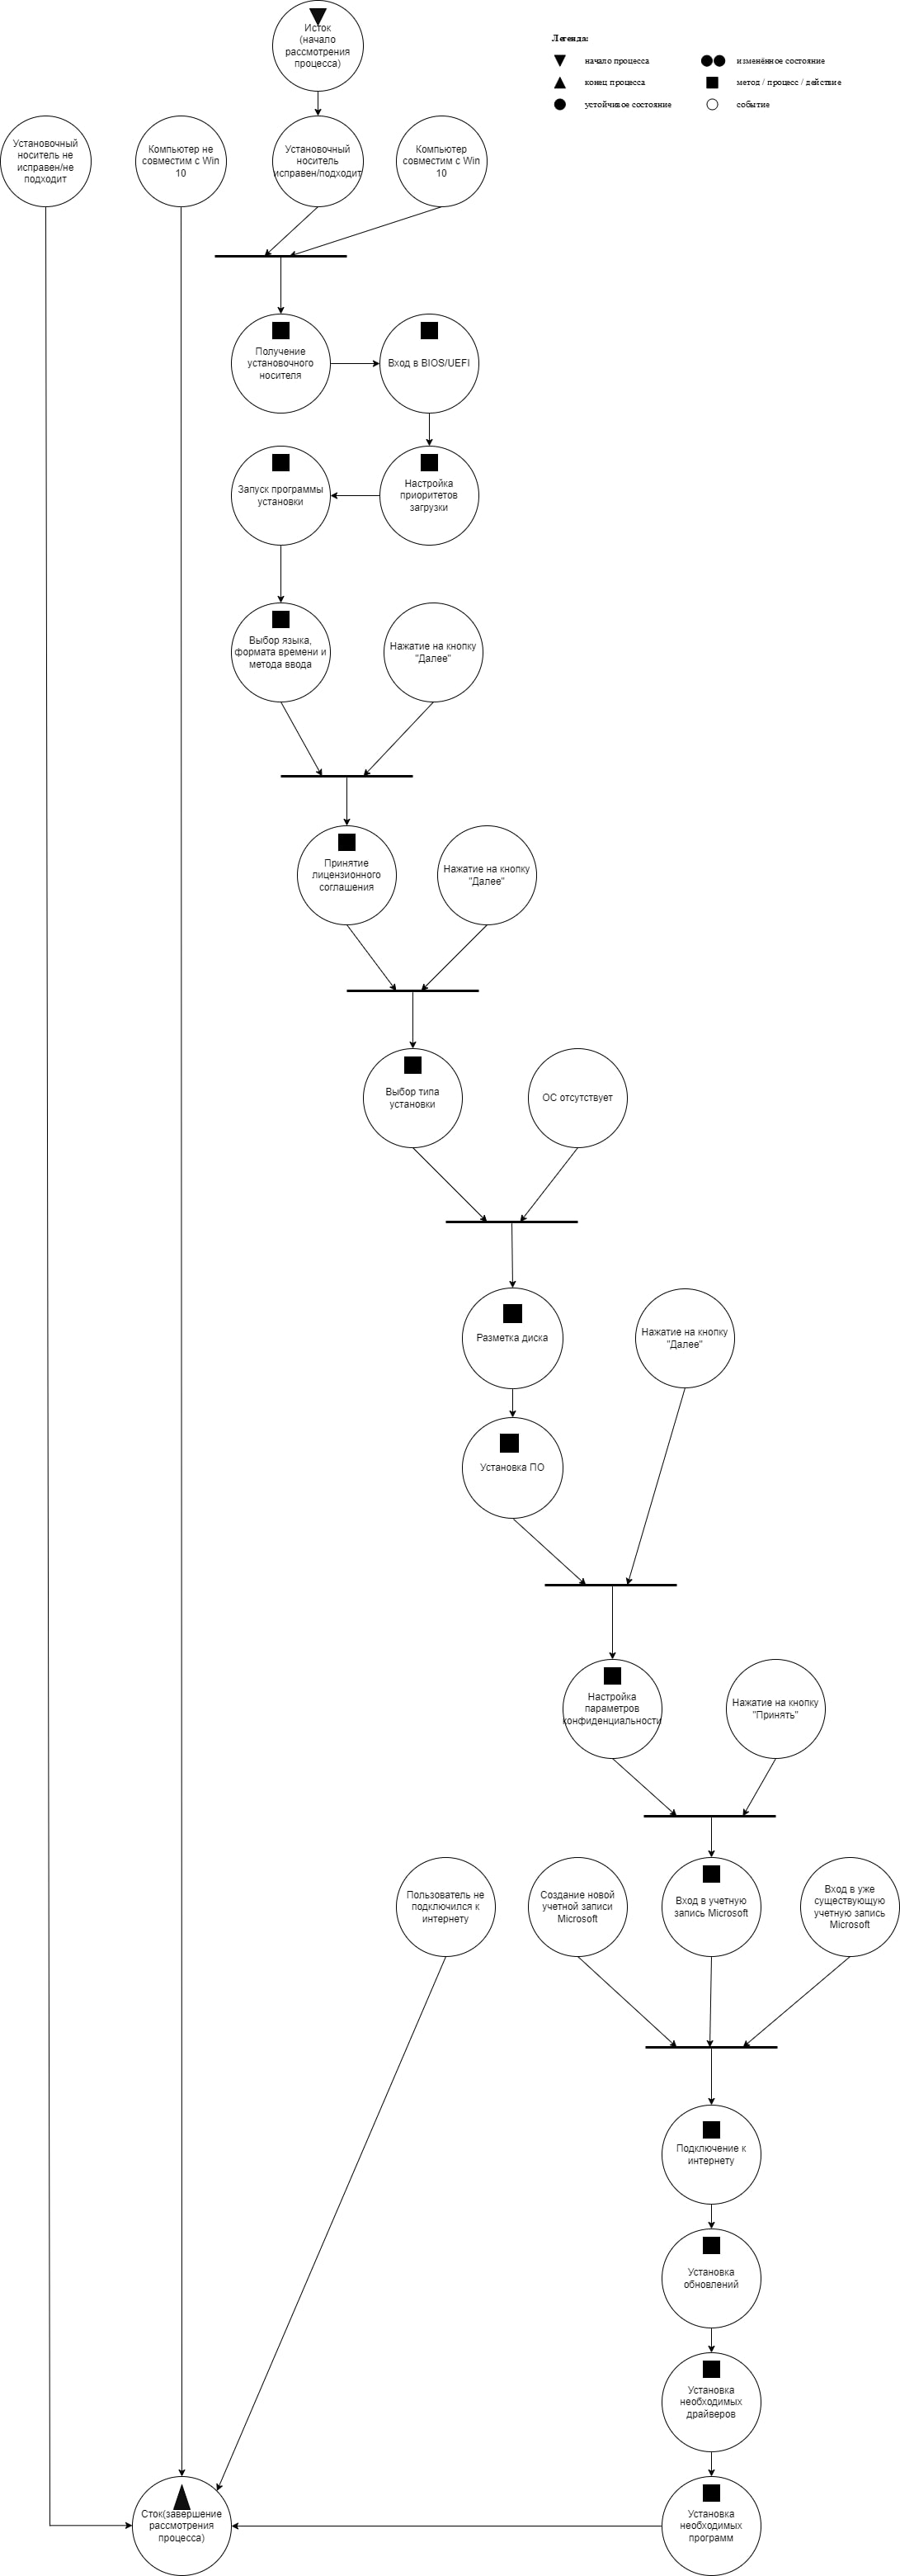 Исток
(начало
рассмотрения
процесса)
Легенда:
начало процесса
изменённое состояние
конец процесса
метод / процесс / действие
устойчивое состояние
событие
Установочный
носитель не
исправен/не
подходит
Компьютер не
совместим с Win
10
Установочный
носитель
исправен/подходит
Компьютер
совместим с Win
10
Получение
установочного
носителя
Вход в BIOS/UEFI
Запуск программы
установки
Настройка
приоритетов
загрузки
Выбор языка,
формата времени и
метода ввода
Нажатие на кнопку
"Далее"
Принятие
лицензионного
соглашения
Нажатие на кнопку
"Далее"
Выбор типа
установки
ОС отсутствует
Разметка диска
Нажатие на кнопку
"Далее"
Установка ПО
Настройка
параметров
конфиденциальности
Нажатие на кнопку
"Принять"
Пользователь не
подключился к
интернету
Создание новой
учетной записи
Microsoft
Вход в учетную
запись Microsoft
Вход в уже
существующую
учетную запись
Microsoft
Подключение к
интернету
Установка
обновлений
Установка
необходимых
драйверов
Сток(завершение
рассмотрения
процесса)
Установка
необходимых
программ